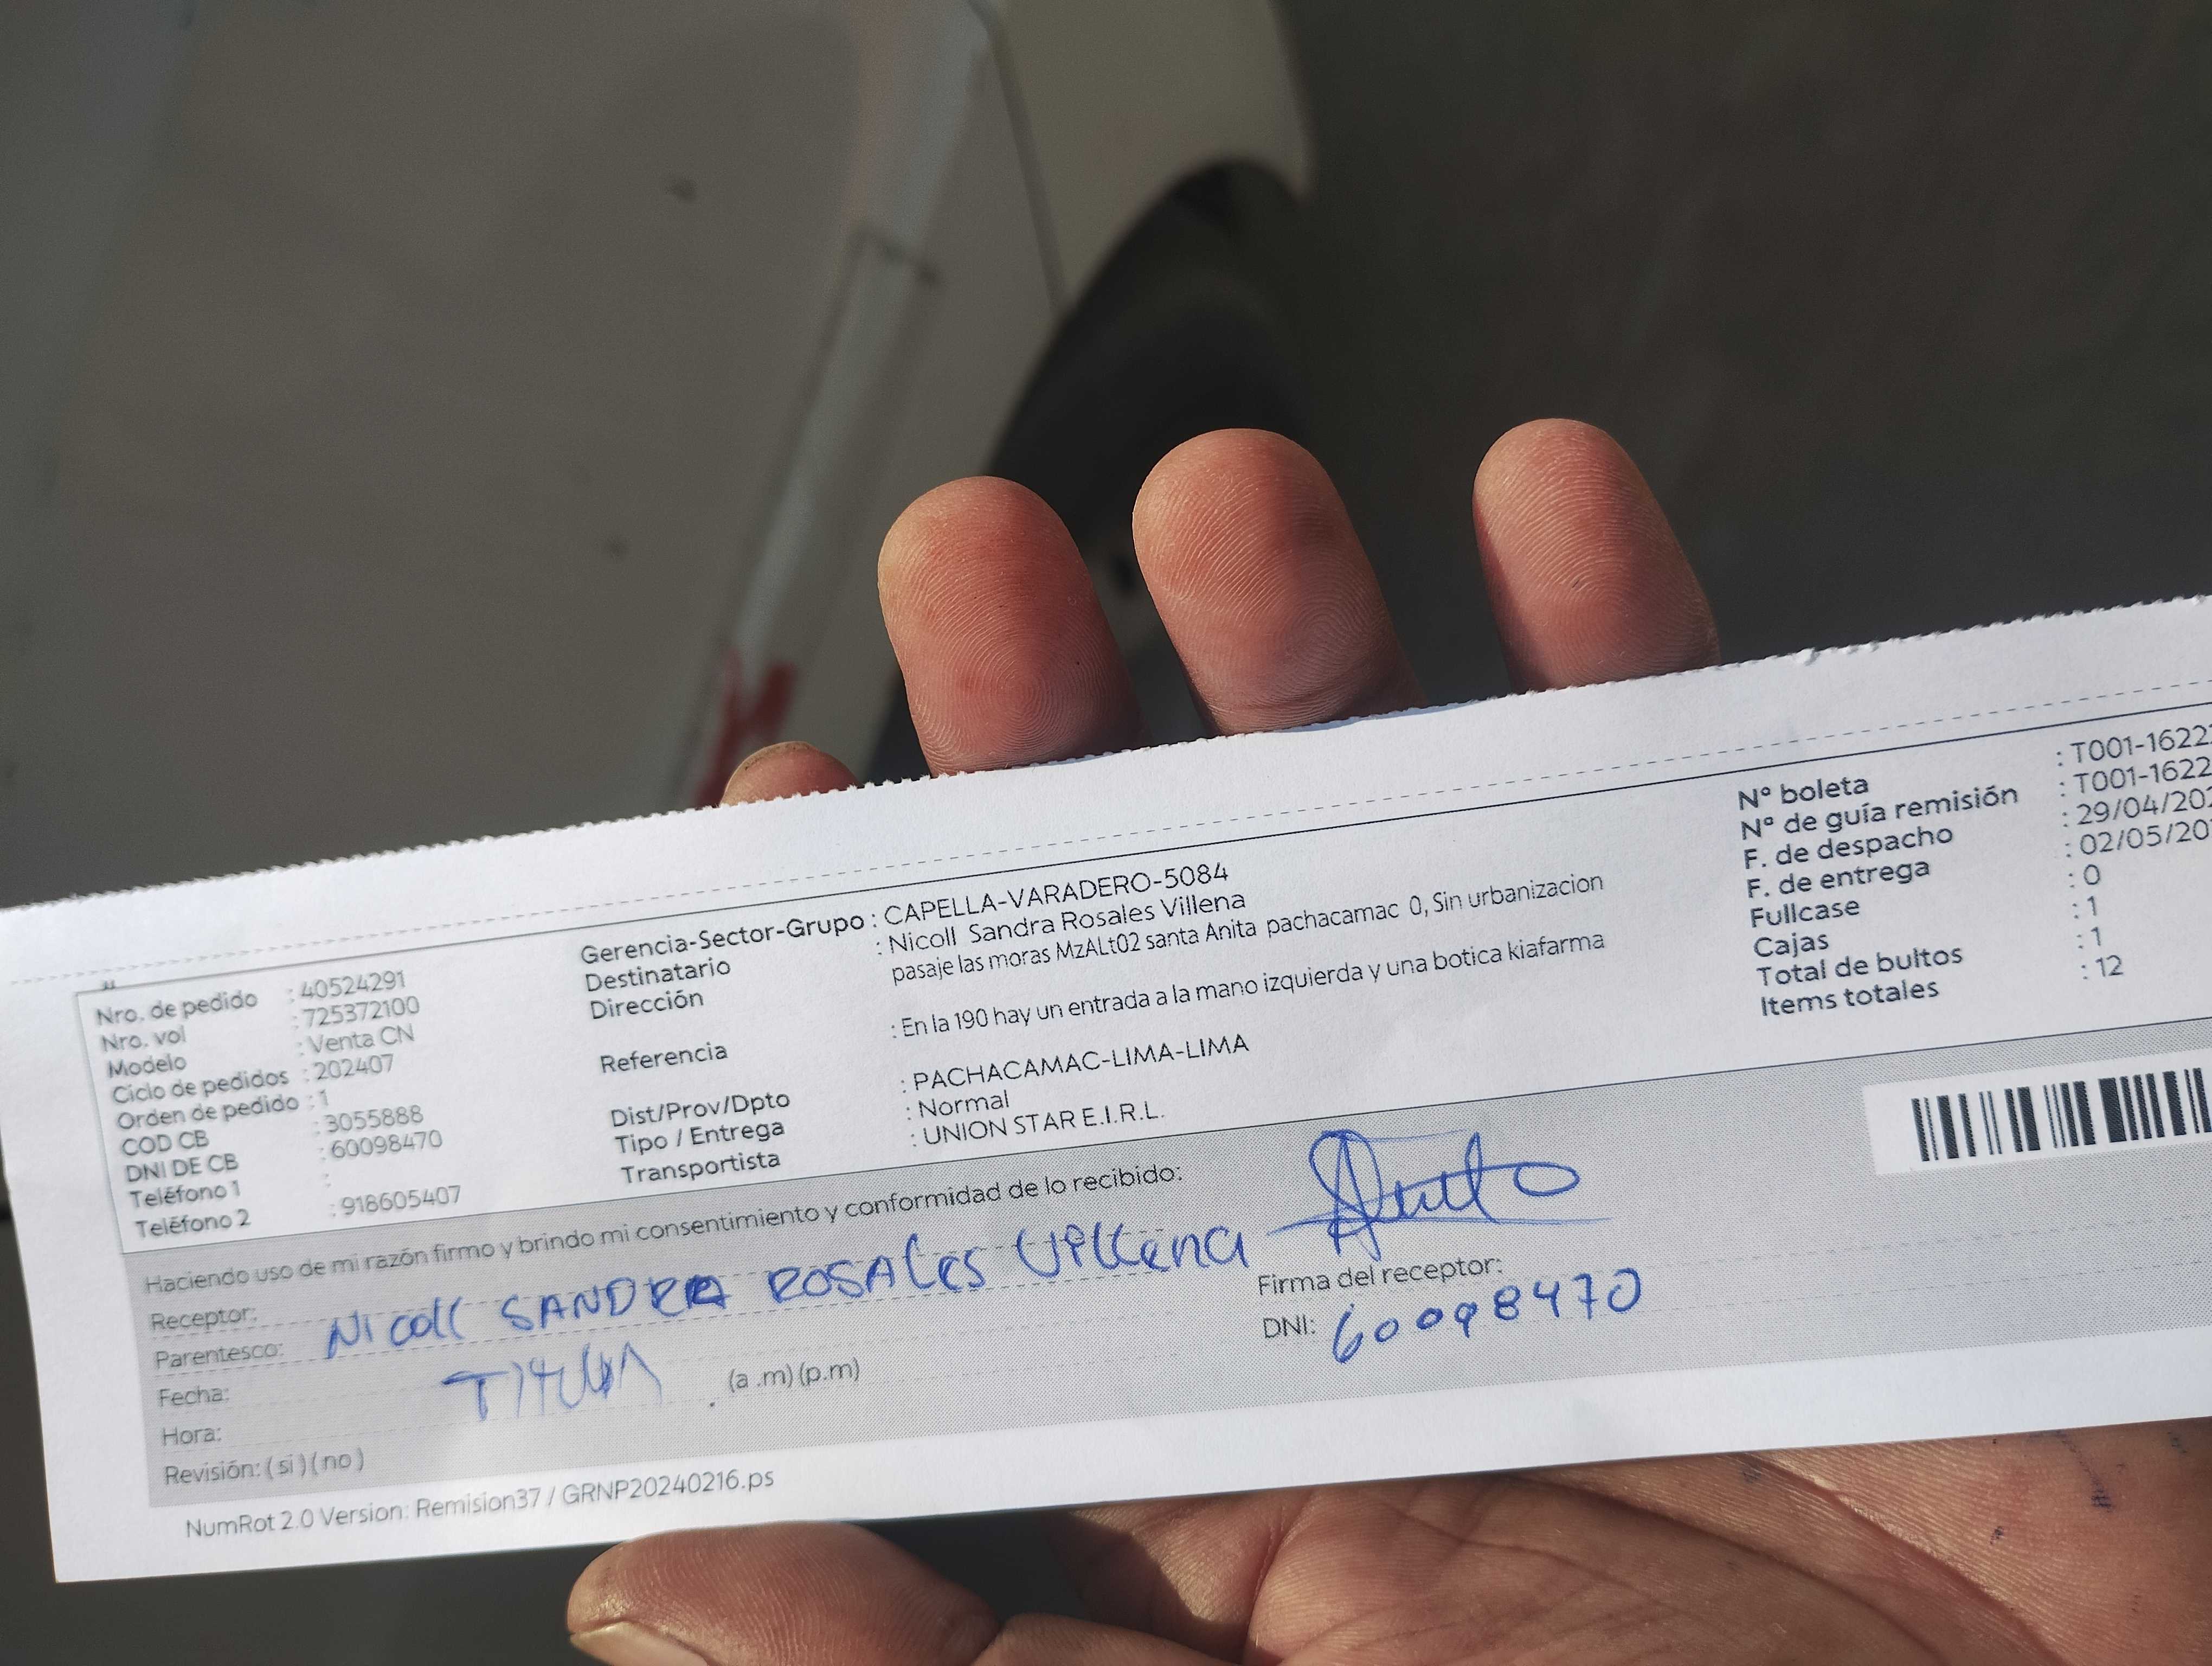 Nro. de pedido : 40524291
Nro. vol : 725372100
Modelo : Venta CN
Ciclo de pedidos : 202407
Orden de pedido : 1
COD CB : 3055888
DNI DE CB : 60098470
Teléfono 1 :
Teléfono 2 : 918605407
Gerencia-Sector-Grupo : CAPELLA-VARADERO-5084
Destinatario : Nicoll Sandra Rosales Villena
Dirección pasaje las moras MzALt02 santa Anita pachacamac 0, Sin urbanizacion
Referencia : En la 190 hay un entrada a la mano izquierda y una botica kiafarma
Dist/Prov/Dpto : PACHACAMAC-LIMA-LIMA
Tipo / Entrega : Normal
Transportista : UNION STAR E.I.R.L.
N° boleta : T001-1622
N° de guía remisión : T001-1622
F. de despacho : 29/04/20
F. de entrega : 02/05/20
Fullcase : 0
Cajas : 1
Total de bultos : 1
Items totales : 12
Haciendo uso de mi razón firmo y brindo mi consentimiento y conformidad de lo recibido:
Receptor: Nicoll SANDRA ROSALES Villena
Parentesco:
Fecha:
Hora: (a .m) (p.m)
Revisión: ( si ) ( no )
Firma del receptor:
DNI: 60098470
NumRot 2.0 Version: Remision37 / GRNP20240216.ps